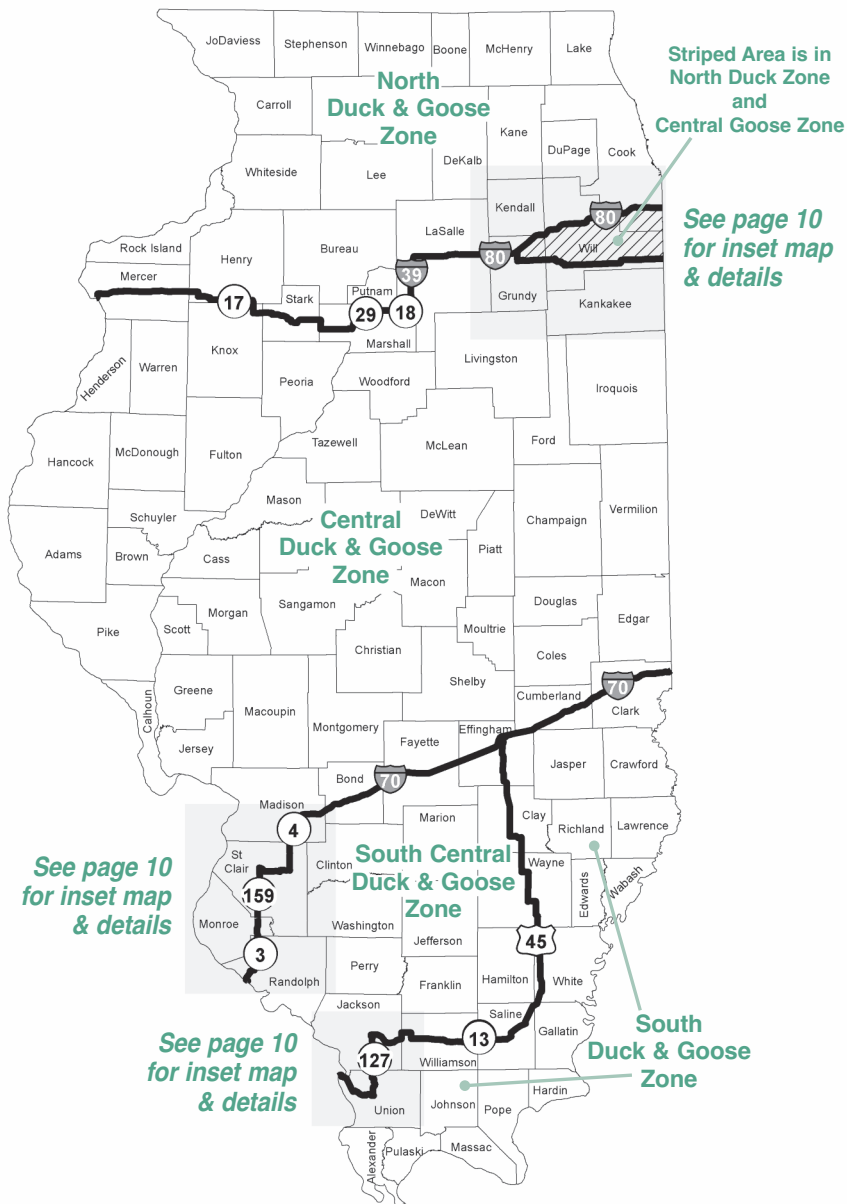 JoDaviess
Stephenson
Winnebago
Boone
McHenry
Lake
Striped Area is in
North Duck Zone
and
Central Goose Zone
North
Duck & Goose
Zone
Carroll
Kane
DuPage
Cook
Whiteside
Lee
DeKalb
Kendall
80
LaSalle
Will
See page 10
for inset map
& details
Rock Island
Henry
Bureau
80
Mercer
39
Putnam
Stark
17
29
18
Grundy
Kankakee
Marshall
Knox
Livingston
Henderson
Warren
Peoria
Woodford
Iroquois
Tazewell
McLean
Ford
Hancock
McDonough
Fulton
Mason
Schuyler
DeWitt
Vermilion
Champaign
Central
Duck & Goose
Zone
Adams
Brown
Cass
Piatt
Macon
Sangamon
Morgan
Douglas
Edgar
Pike
Scott
Moultrie
Christian
Coles
Shelby
Cumberland
70
Clark
Greene
Calhoun
Macoupin
Montgomery
Effingham
Fayette
Jersey
Jasper
Crawford
Bond
70
Madison
Marion
Clay
Richland
Lawrence
4
See page 10
for inset map
& details
St
Clair
Clinton
South Central
Duck & Goose
Zone
Wayne
Edwards
Wabash
159
Monroe
Washington
Jefferson
45
3
Randolph
Perry
Franklin
Hamilton
White
Jackson
Saline
Gallatin
See page 10
for inset map
& details
13
127
Williamson
South
Duck & Goose
Zone
Union
Johnson
Pope
Hardin
Alexander
Pulaski
Massac